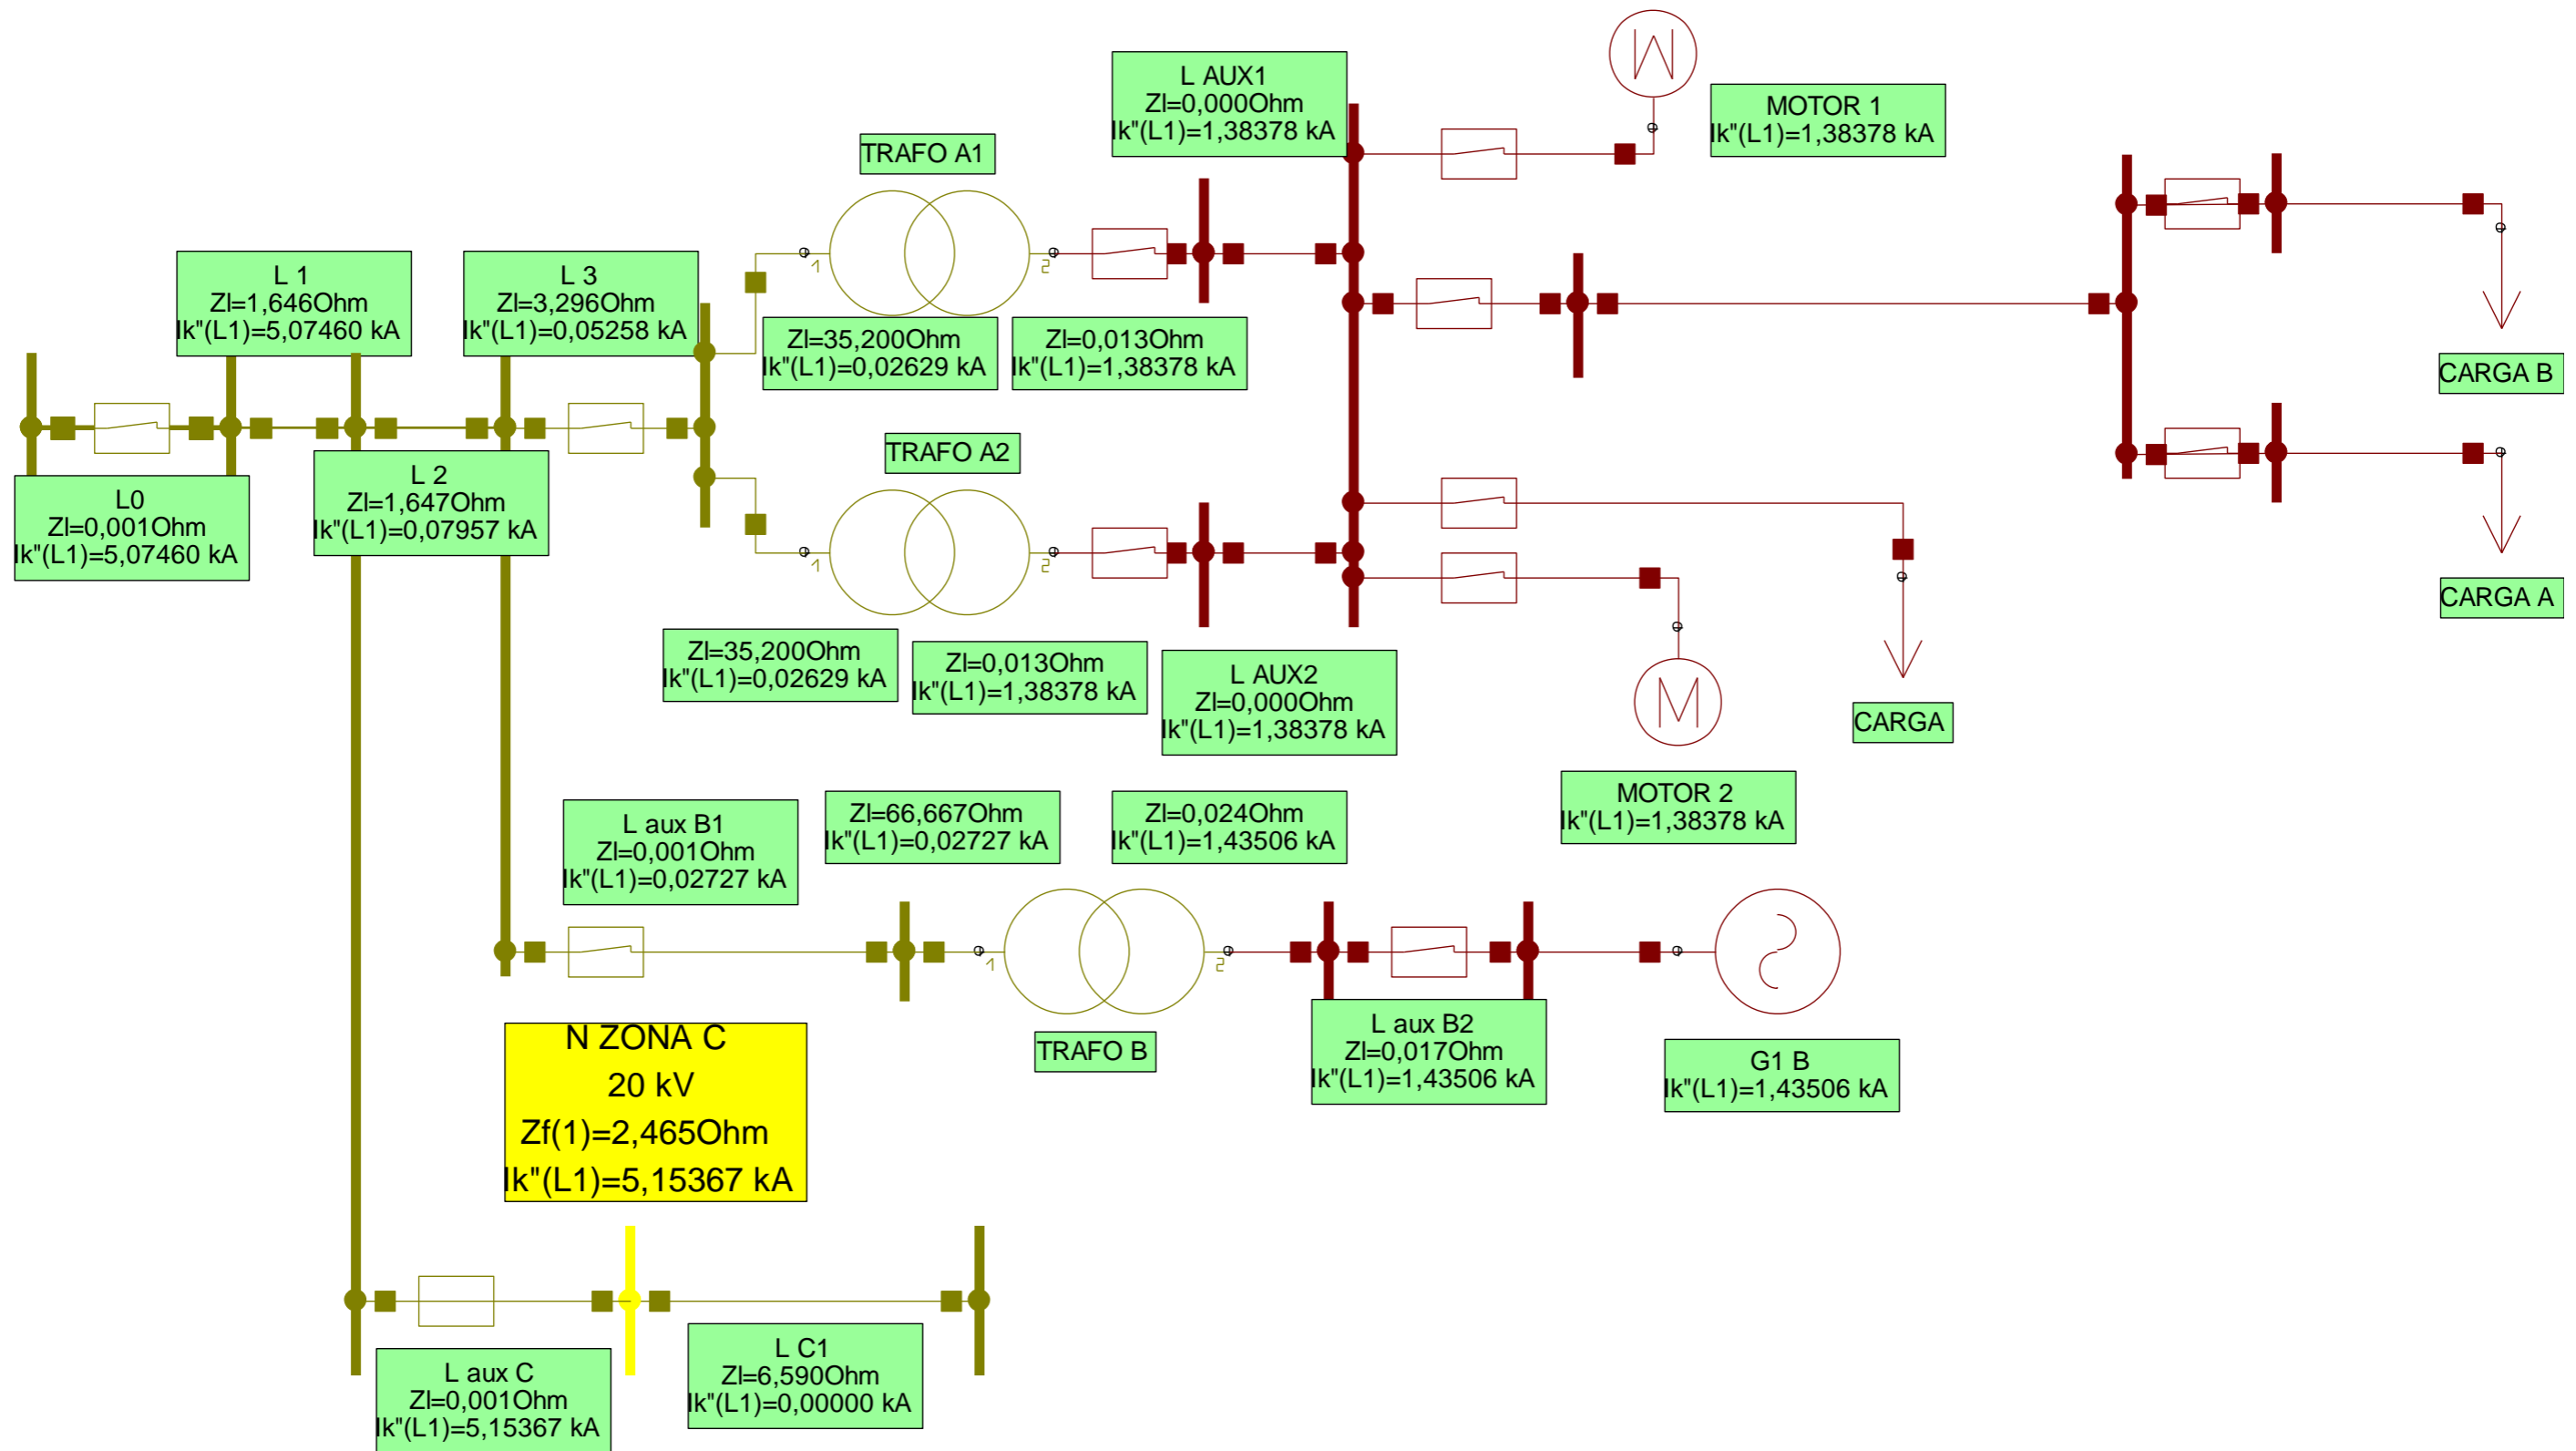 L AUX1
Zl=0,000Ohm
Ik"(L1)=1,38378 kA
MOTOR 1
Ik"(L1)=1,38378 kA
TRAFO A1
L 1
Zl=1,646Ohm
Ik"(L1)=5,07460 kA
L 3
Zl=3,296Ohm
Ik"(L1)=0,05258 kA
1
2
Zl=35,200Ohm
Ik"(L1)=0,02629 kA
Zl=0,013Ohm
Ik"(L1)=1,38378 kA
CARGA B
TRAFO A2
L0
Zl=0,001Ohm
Ik"(L1)=5,07460 kA
L 2
Zl=1,647Ohm
Ik"(L1)=0,07957 kA
1
2
CARGA A
Zl=35,200Ohm
Ik"(L1)=0,02629 kA
Zl=0,013Ohm
Ik"(L1)=1,38378 kA
L AUX2
Zl=0,000Ohm
Ik"(L1)=1,38378 kA
M
M
CARGA
MOTOR 2
Ik"(L1)=1,38378 kA
L aux B1
Zl=0,001Ohm
Ik"(L1)=0,02727 kA
Zl=66,667Ohm
Ik"(L1)=0,02727 kA
Zl=0,024Ohm
Ik"(L1)=1,43506 kA
1
2
TRAFO B
L aux B2
Zl=0,017Ohm
Ik"(L1)=1,43506 kA
G1 B
Ik"(L1)=1,43506 kA
N ZONA C
20 kV
Zf(1)=2,465Ohm
Ik"(L1)=5,15367 kA
L aux C
Zl=0,001Ohm
Ik"(L1)=5,15367 kA
L C1
Zl=6,590Ohm
Ik"(L1)=0,00000 kA